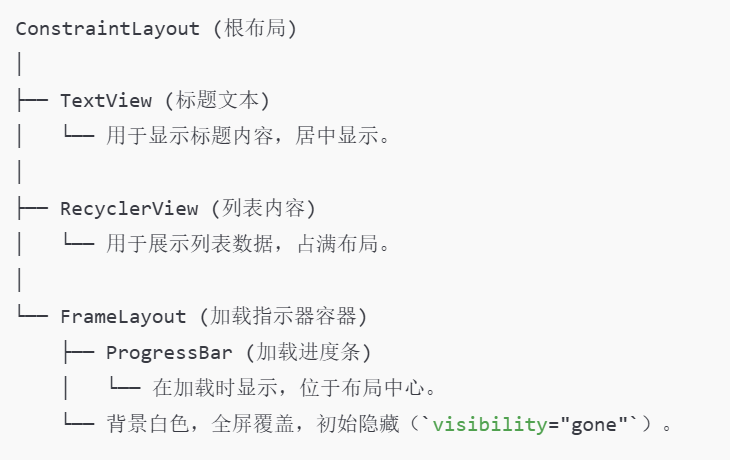 ConstraintLayout (根布局)
│
├── TextView (标题文本)
│   └── 用于显示标题内容，居中显示。
│
├── RecyclerView (列表内容)
│   └── 用于展示列表数据，占满布局。
│
└── FrameLayout (加载指示器容器)
    ├── ProgressBar (加载进度条)
    │   └── 在加载时显示，位于布局中心。
    └── 背景白色，全屏覆盖，初始隐藏（`visibility="gone"`）。